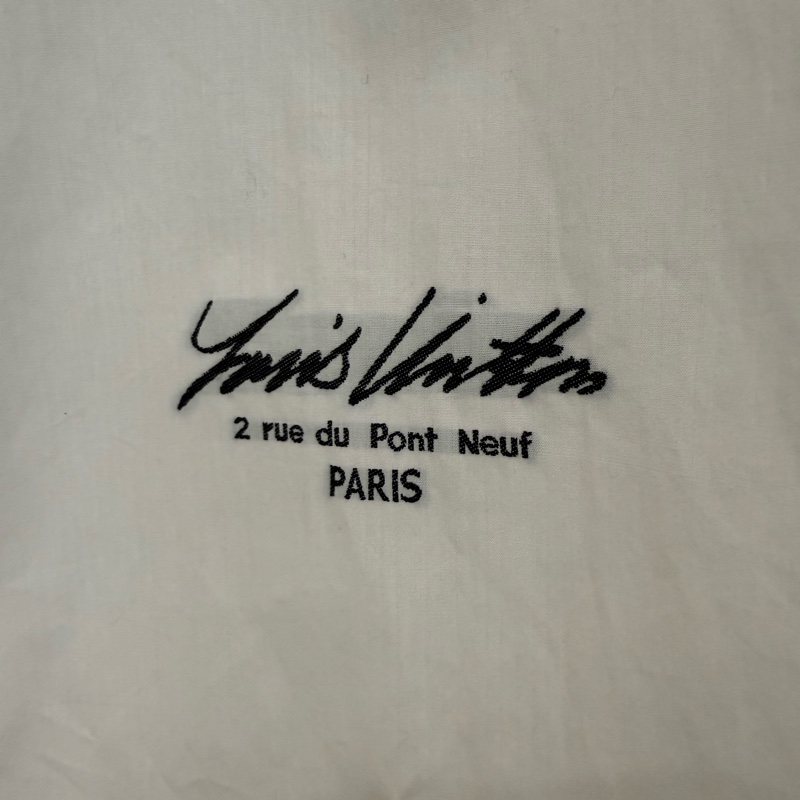 Louis Vuitton
2 rue du Pont Neuf
PARIS